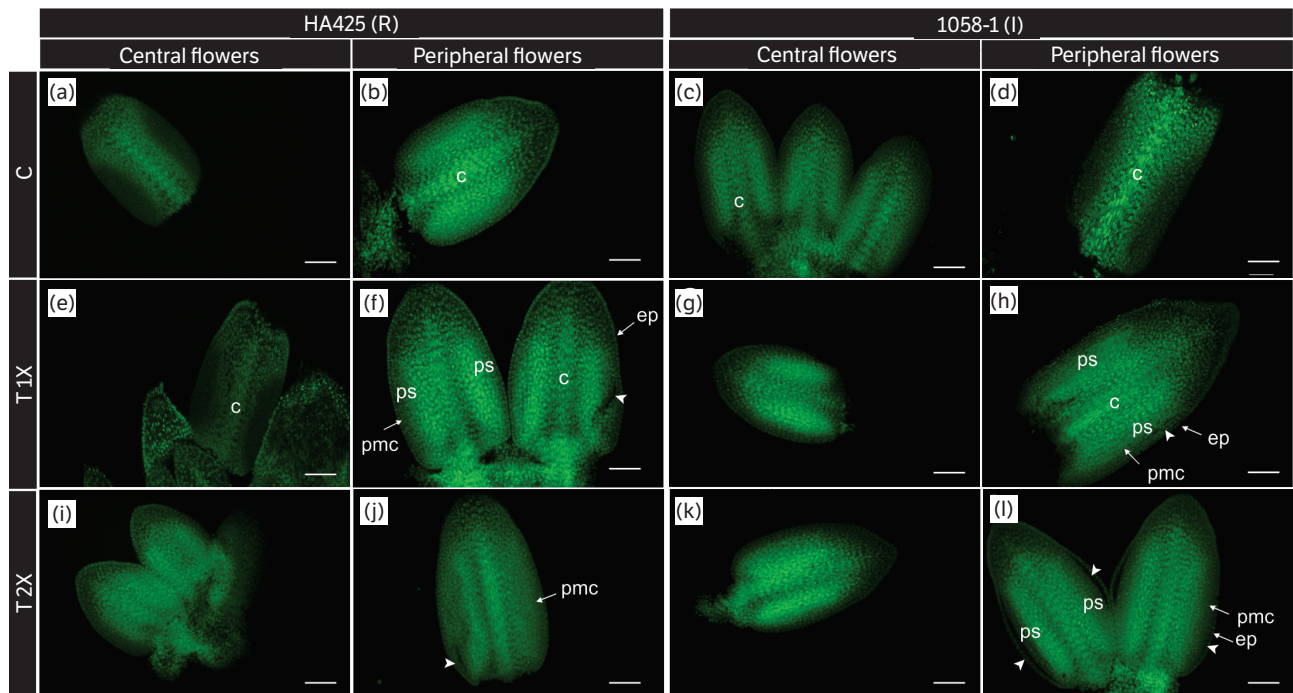 HA425 (R)
1058-1 (I)
Central flowers
Peripheral flowers
Central flowers
Peripheral flowers
C
(a)
(b)
c
(c)
c
(d)
c
T1X
(e)
c
(f)
ep
ps
ps
c
pmc
(g)
(h)
ps
c
ps
ep
pmc
T2X
(i)
(j)
pmc
(k)
(l)
ps
ps
pmc
ep